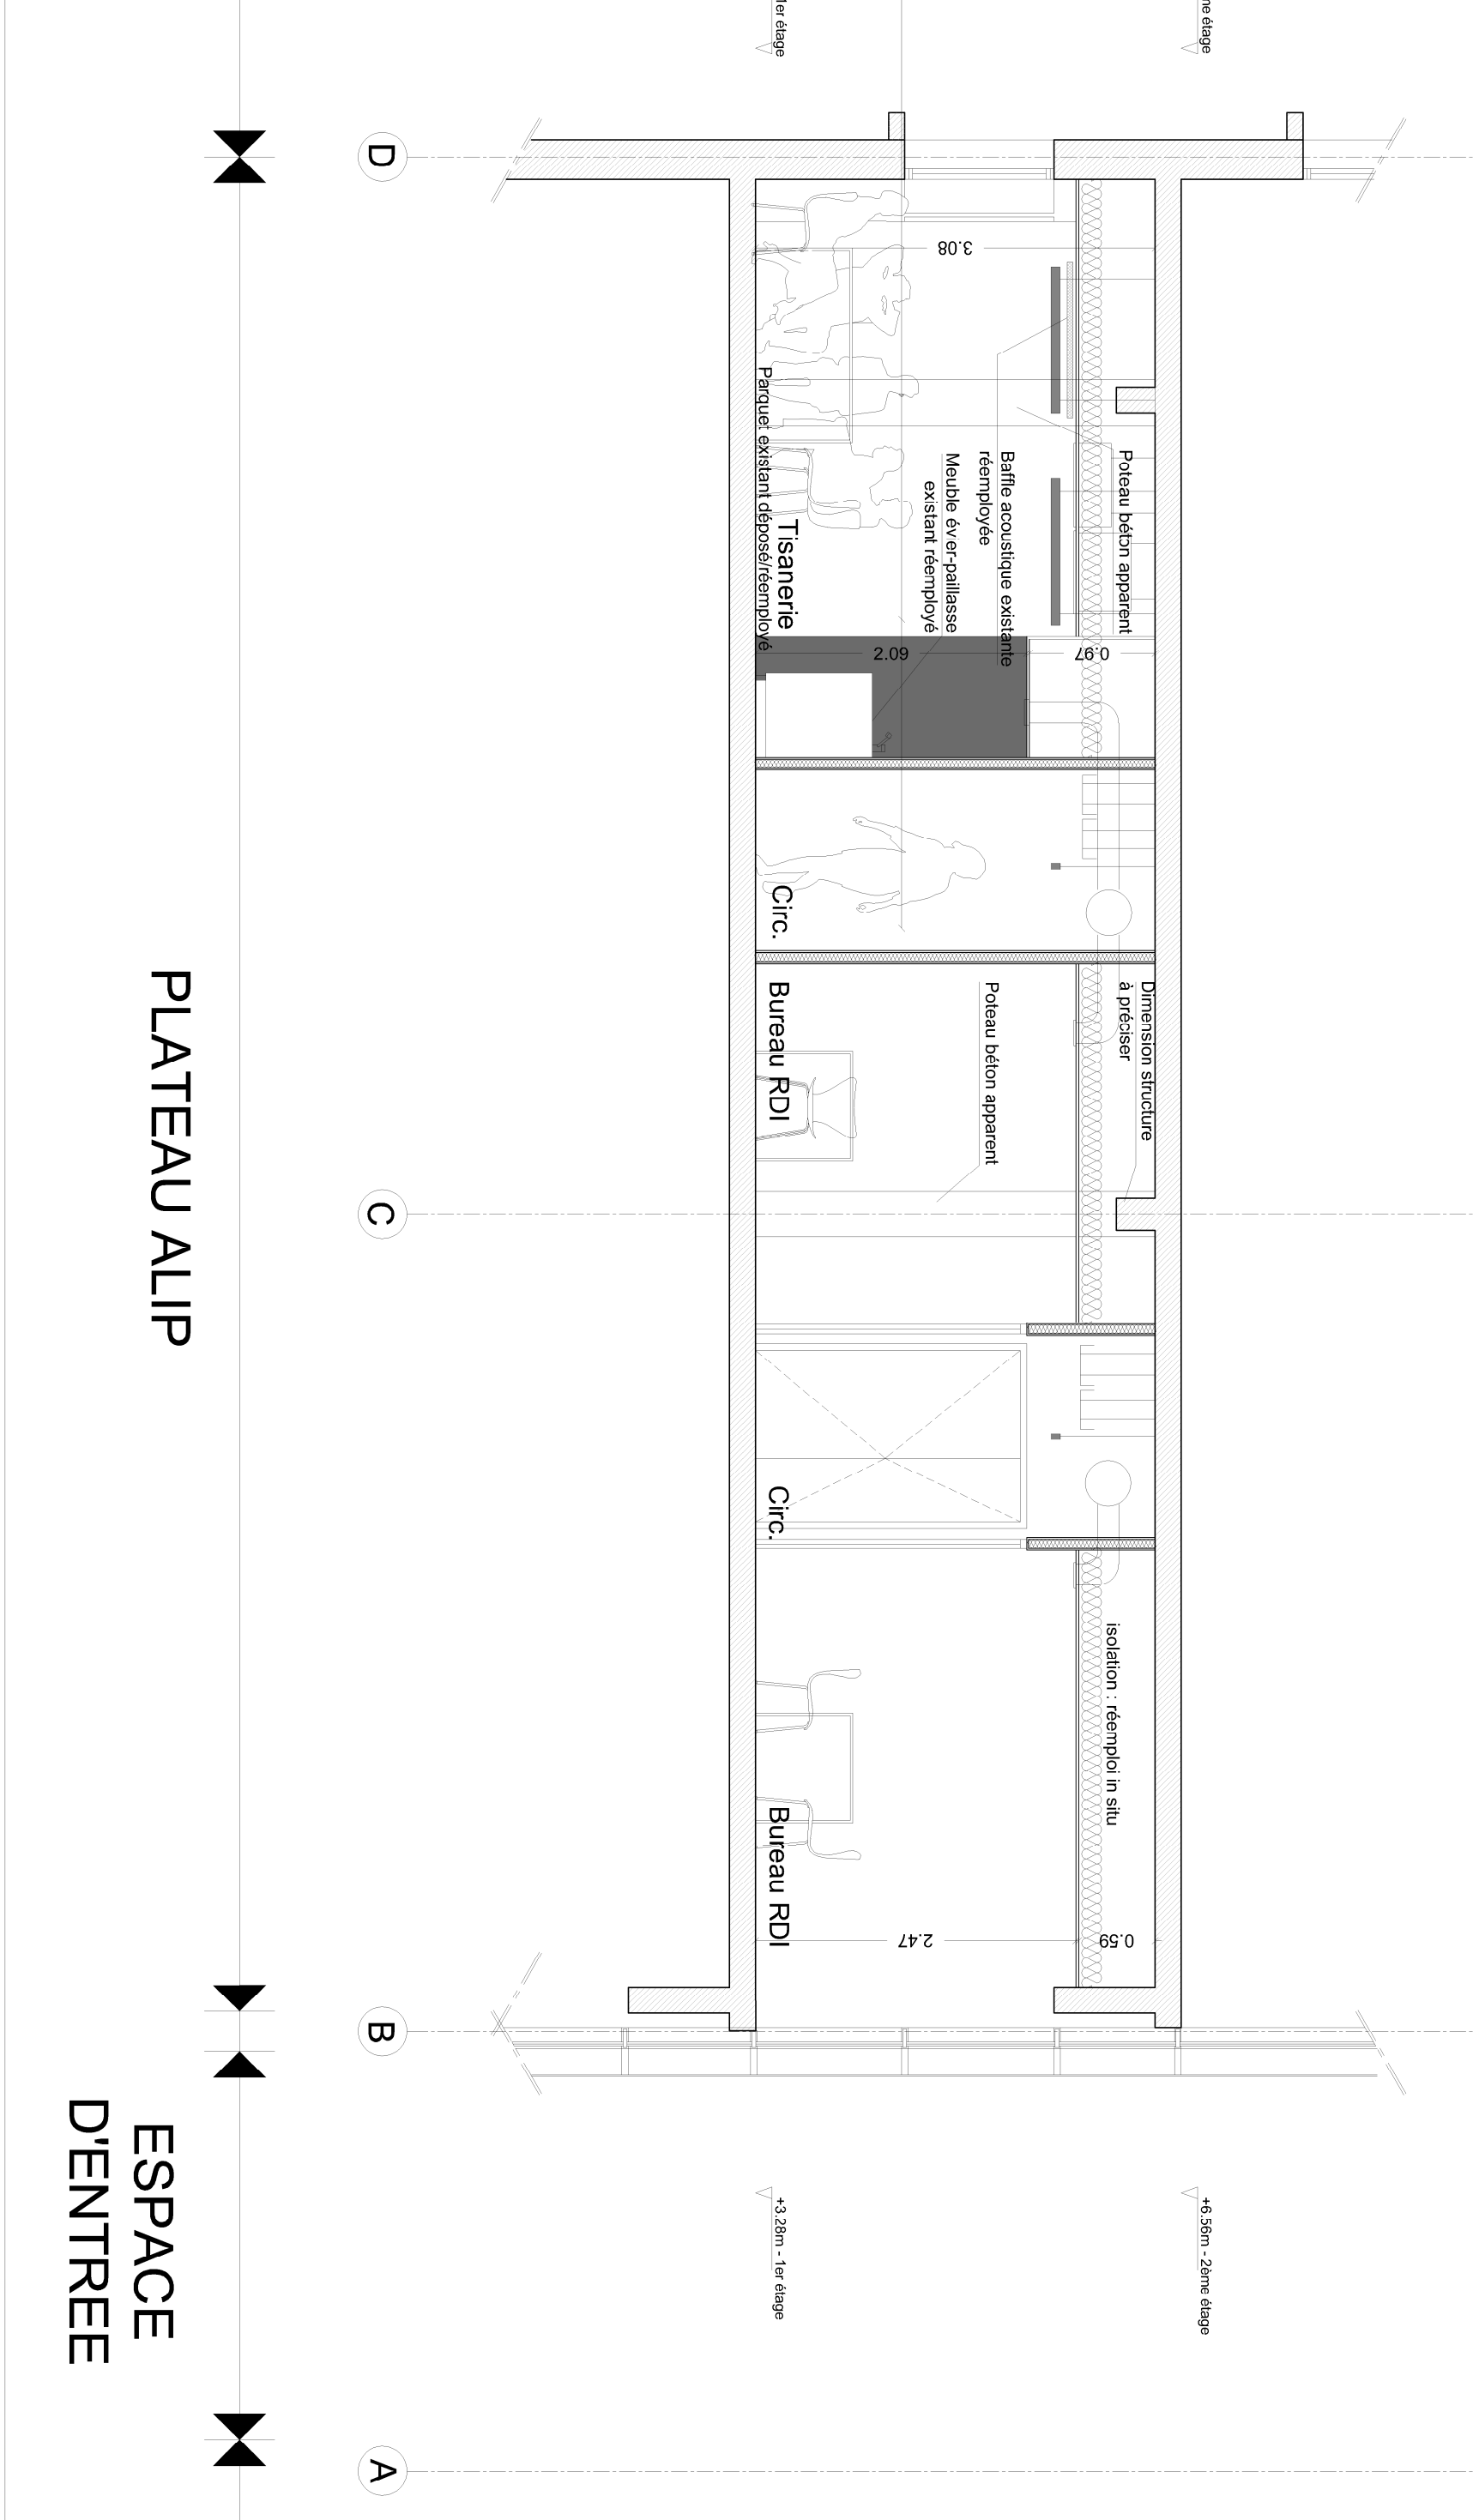 1er étage
D
3.08
Poteau béton apparent
Baffle acoustique existante
réemployée
Meuble évier-paillasse
existant réemployé
Tisanerie
Parquet existant déposé/réemployé
2.09
0.97
Circ.
Dimension structure
à préciser
Poteau béton apparent
Bureau RDI
C
Circ.
isolation : réemploi in situ
Bureau RDI
2.47
0.59
B
+6.56m - 2ème étage
+3.28m - 1er étage
A
PLATEAU ALIP
ESPACE
D'ENTREE